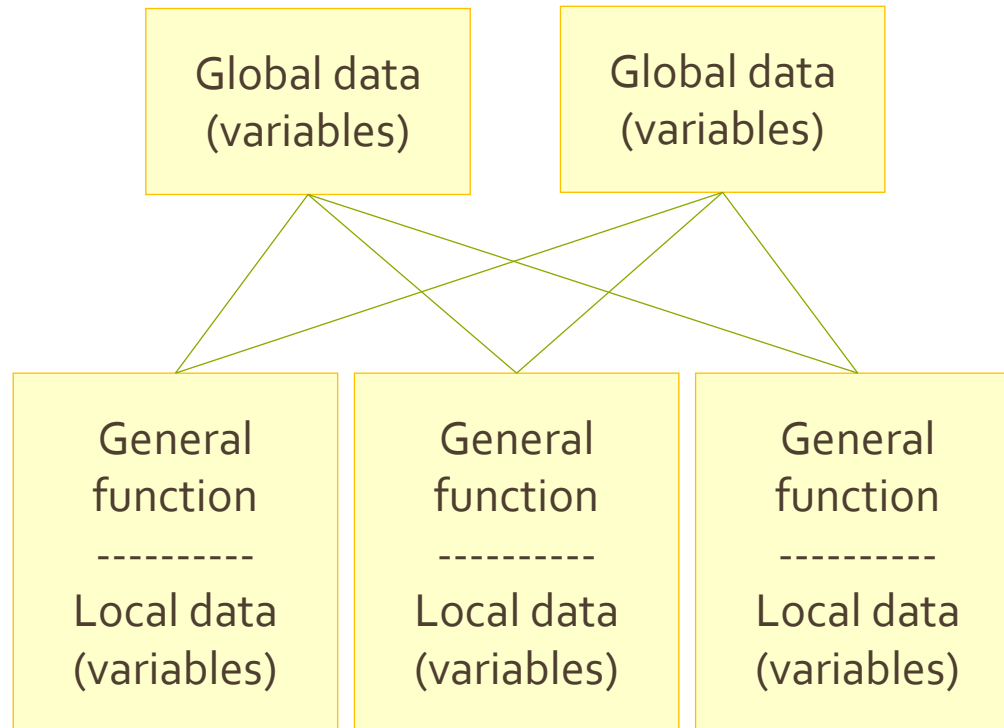 Global data
(variables)
Global data
(variables)
General
function
----------
Local data
(variables)
General
function
----------
Local data
(variables)
General
function
----------
Local data
(variables)